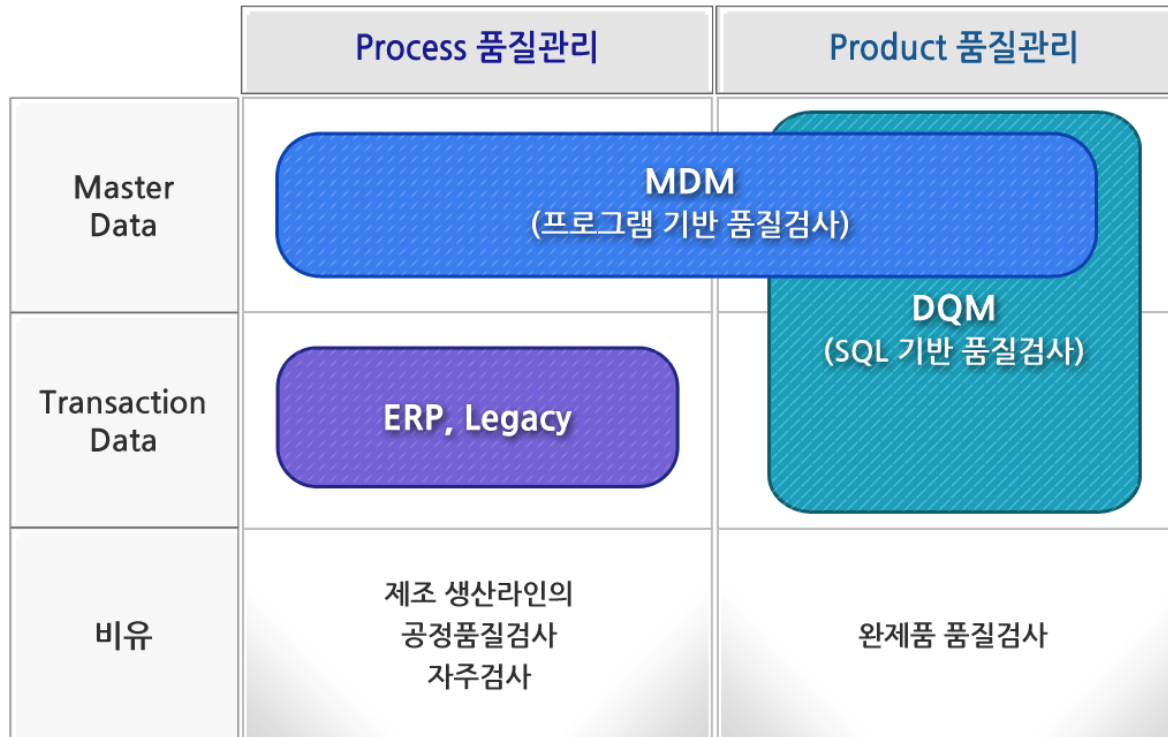 Process 품질관리
Product 품질관리
Master
Data
MDM
(프로그램 기반 품질검사)
DQM
(SQL 기반 품질검사)
Transaction
Data
ERP, Legacy
비유
제조 생산라인의
공정품질검사
자주검사
완제품 품질검사